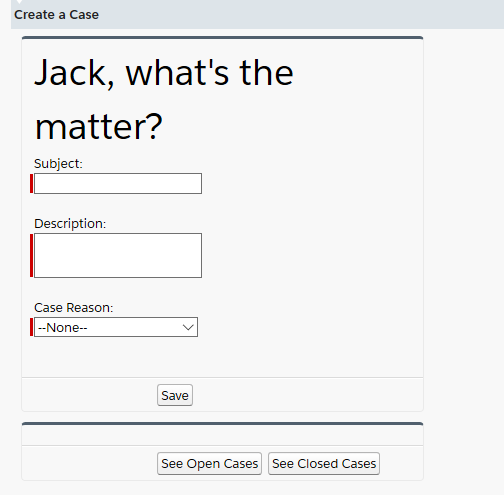 Create a Case
Jack, what's the
matter?
Subject:
Description:
Case Reason:
--None--
Save
See Open Cases See Closed Cases